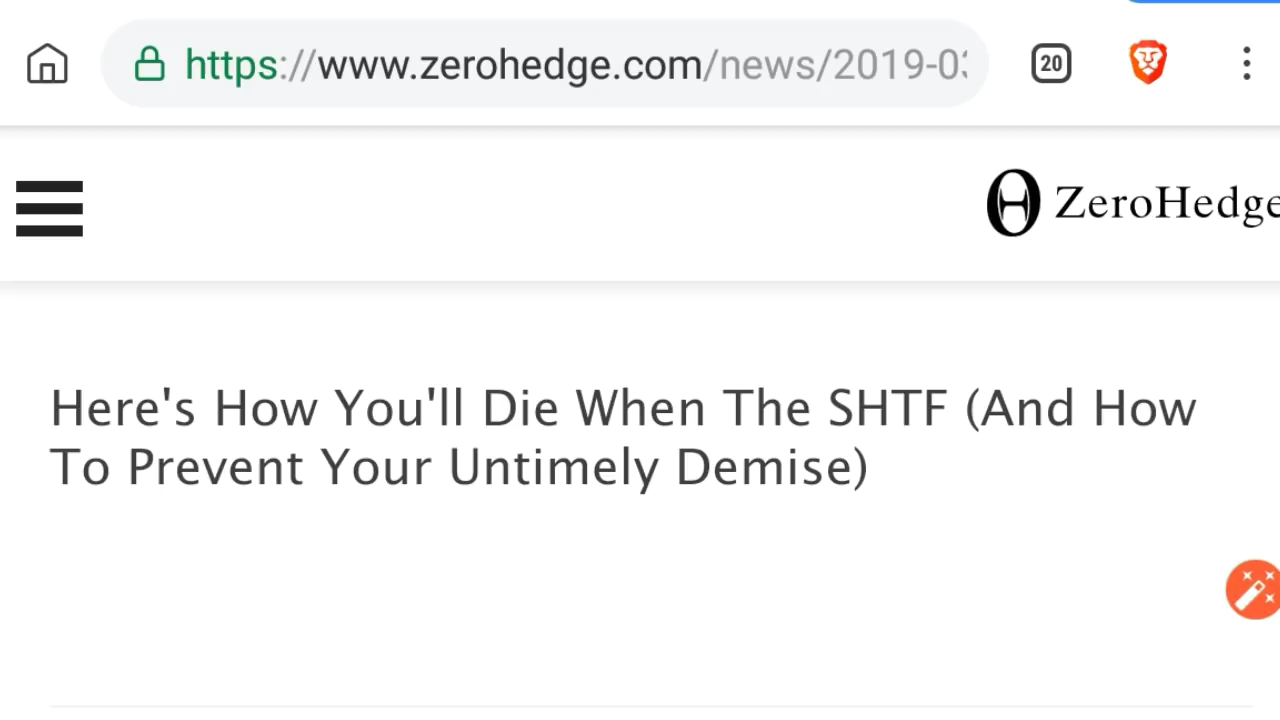 https://www.zerohedge.com/news/2019-03
20
ZeroHedge
Here's How You'll Die When The SHTF (And How
To Prevent Your Untimely Demise)